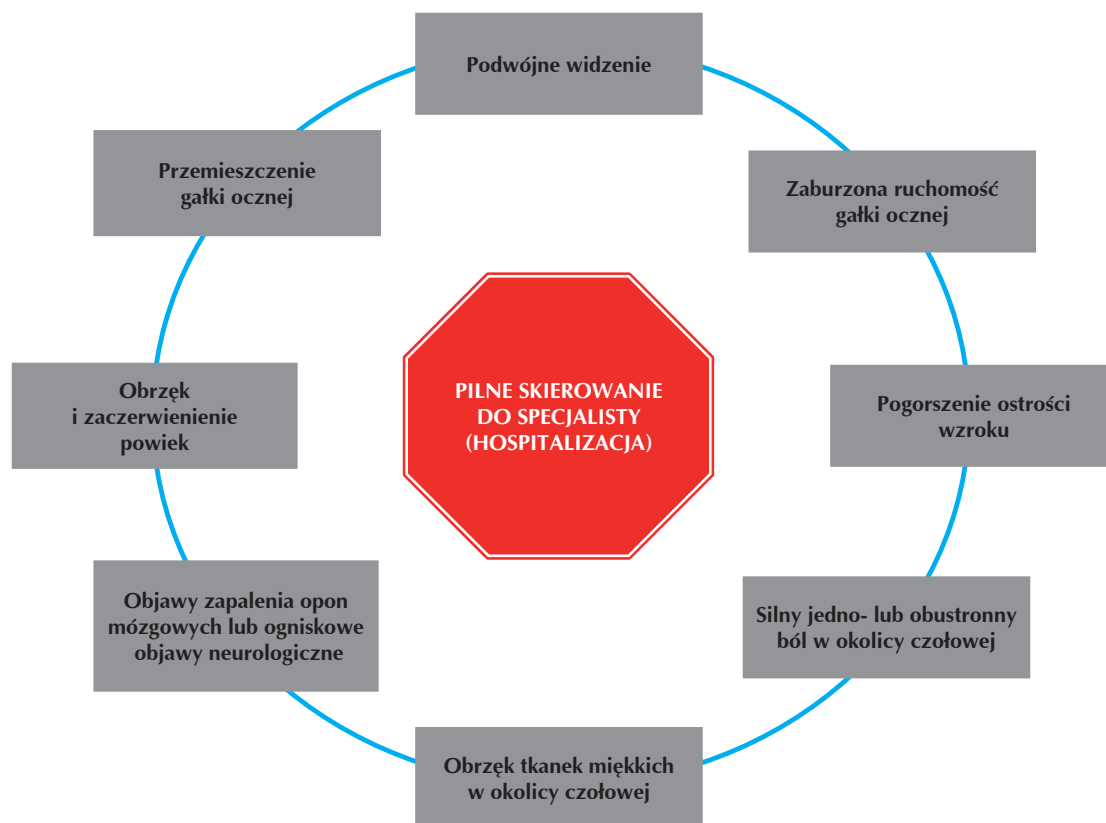 Podwójne widzenie
Przemieszczenie
gałki ocznej
Zaburzona ruchomość
gałki ocznej
Obrzęk
i zaczerwienienie
powiek
PILNE SKIEROWANIE
DO SPECJALISTY
(HOSPITALIZACJA)
Pogorszenie ostrości
wzroku
Objawy zapalenia opon
mózgowych lub ogniskowe
objawy neurologiczne
Silny jedno- lub obustronny
ból w okolicy czołowej
Obrzęk tkanek miękkich
w okolicy czołowej